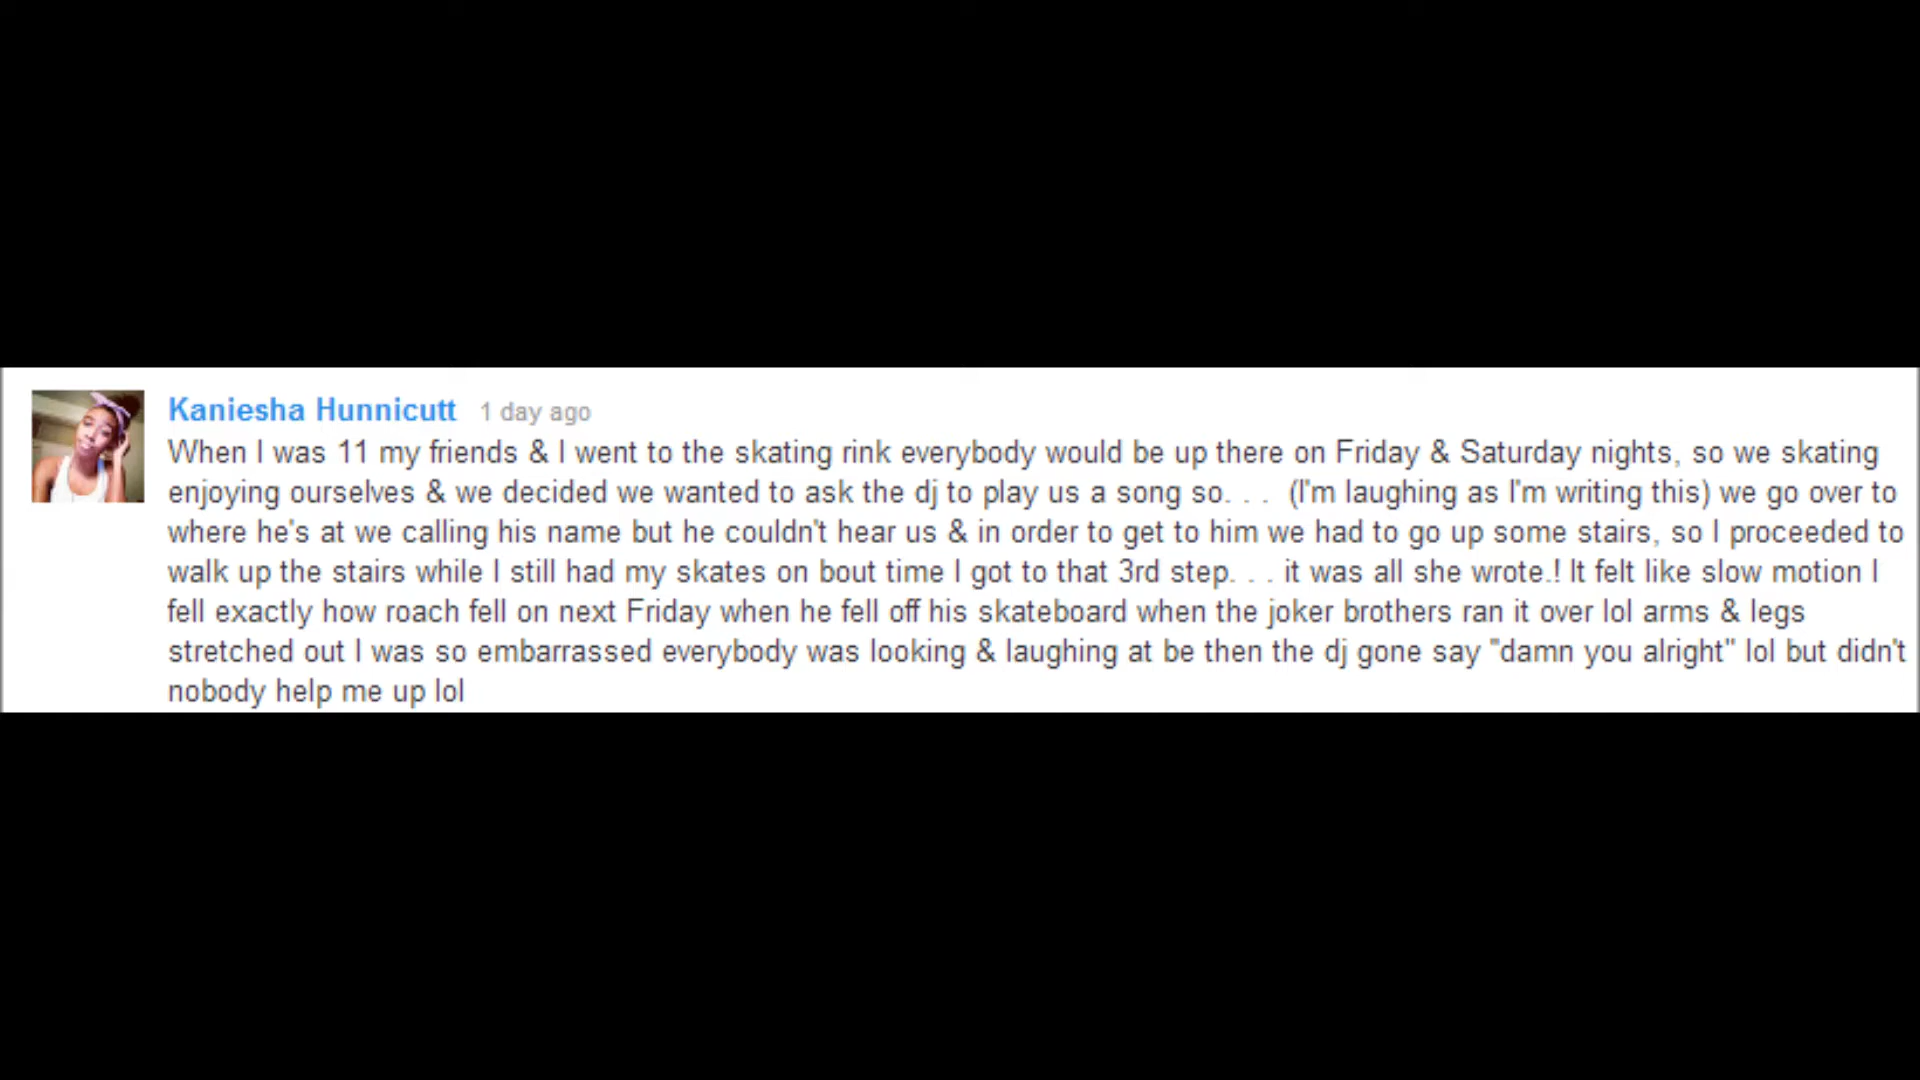 Kaniesha Hunnicutt 1 day ago
When I was 11 my friends & I went to the skating rink everybody would be up there on Friday & Saturday nights, so we skating
enjoying ourselves & we decided we wanted to ask the dj to play us a song so. . .  (I'm laughing as I'm writing this) we go over to
where he's at we calling his name but he couldn't hear us & in order to get to him we had to go up some stairs, so I proceeded to
walk up the stairs while I still had my skates on bout time I got to that 3rd step. . . it was all she wrote.! It felt like slow motion I
fell exactly how roach fell on next Friday when he fell off his skateboard when the joker brothers ran it over lol arms & legs
stretched out I was so embarrassed everybody was looking & laughing at be then the dj gone say "damn you alright" lol but didn't
nobody help me up lol